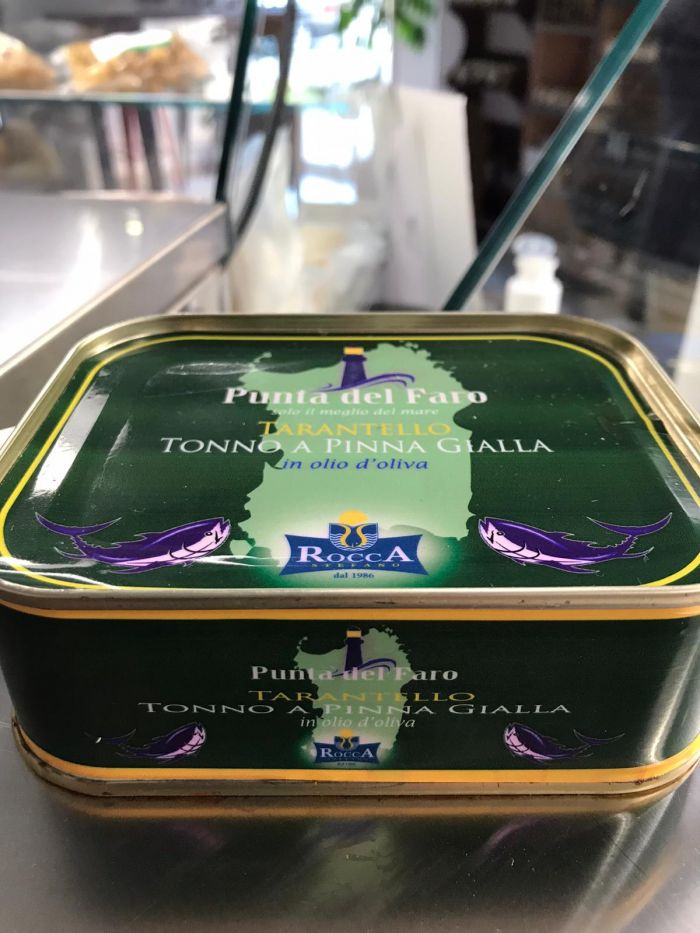 Punta del Faro
solo il meglio del mare
TARANTELLO
TONNO A PINNA GIALLA
in olio d'oliva
ROCCA
STEFANO
dal 1986
Punta del Faro
TARANTELLO
TONNO A PINNA GIALLA
in olio d'oliva
ROCCA